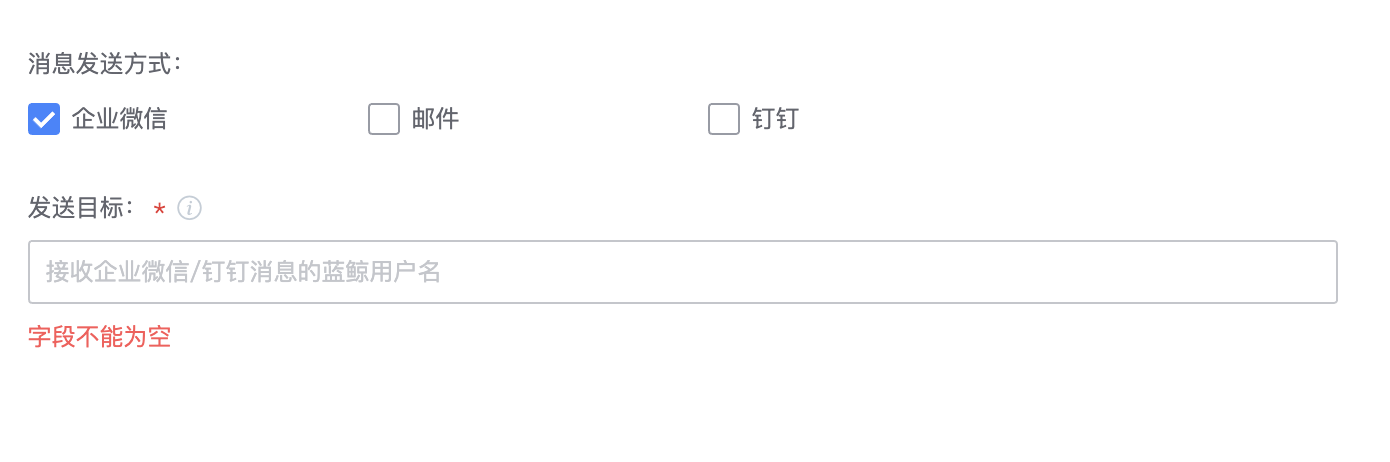 消息发送方式：
企业微信 邮件 钉钉
发送目标： *
接收企业微信/钉钉消息的蓝鲸用户名
字段不能为空